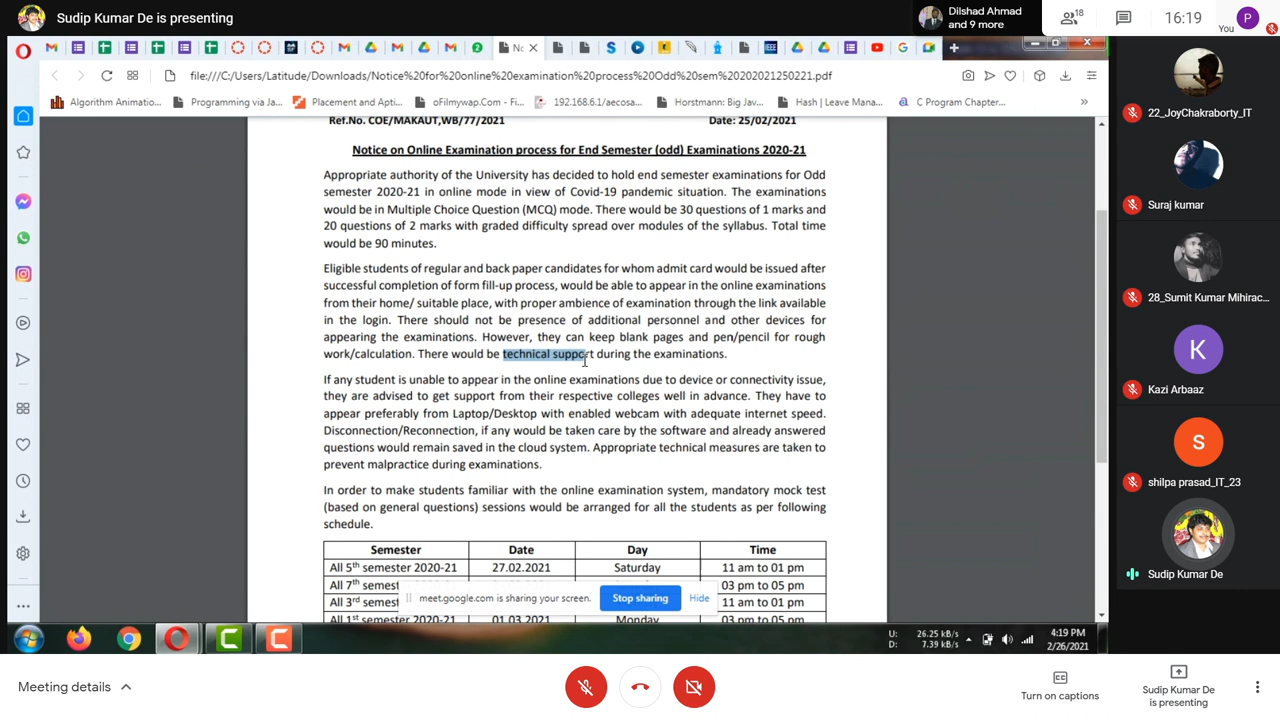 Sudip Kumar De is presenting
Dilshad Ahmad
and 9 more
18
16:19
P
You
No
file:///C:/Users/Latitude/Downloads/Notice%20for%20online%20examination%20process%20Odd%20sem%202020021250221.pdf
Algorithm Animatio...
Programming via Ja...
Placement and Apti...
oFilmywap.Com - Fi...
192.168.6.1/aecosa...
Horstmann: Big Jav...
Hash | Leave Mana...
C Program Chapter...
»
Ref.No. COE/MAKAUT,WB/77/2021
Date: 25/02/2021
Notice on Online Examination process for End Semester (odd) Examinations 2020-21
Appropriate authority of the University has decided to hold end semester examinations for Odd
semester 2020-21 in online mode in view of Covid-19 pandemic situation. The examinations
would be in Multiple Choice Question (MCQ) mode. There would be 30 questions of 1 marks and
20 questions of 2 marks with graded difficulty spread over modules of the syllabus. Total time
would be 90 minutes.
Eligible students of regular and back paper candidates for whom admit card would be issued after
successful completion of form fill-up process, would be able to appear in the online examinations
from their home/ suitable place, with proper ambience of examination through the link available
in the login. There should not be presence of additional personnel and other devices for
appearing the examinations. However, they can keep blank pages and pen/pencil for rough
work/calculation. There would be technical support during the examinations.
If any student is unable to appear in the online examinations due to device or connectivity issue,
they are advised to get support from their respective colleges well in advance. They have to
appear preferably from Laptop/Desktop with enabled webcam with adequate internet speed.
Disconnection/Reconnection, if any would be taken care by the software and already answered
questions would remain saved in the cloud system. Appropriate technical measures are taken to
prevent malpractice during examinations.
In order to make students familiar with the online examination system, mandatory mock test
(based on general questions) sessions would be arranged for all the students as per following
schedule.
Semester Date Day Time
All 5th semester 2020-21 27.02.2021 Saturday 11 am to 01 pm
All 7th semest 03 pm to 05 pm
All 3rd semest 11 am to 01 pm
All 1st semester 2020-21 01.03.2021 Monday 03 pm to 05 pm
meet.google.com is sharing your screen.
Stop sharing
Hide
U: 26.25 kB/s
D: 7.39 kB/s
4:19 PM
2/26/2021
22_JoyChakraborty_IT
Suraj kumar
28_Sumit Kumar Mihirac...
K
Kazi Arbaaz
S
shilpa prasad_IT_23
Sudip Kumar De
Meeting details
Turn on captions
Sudip Kumar De
is presenting